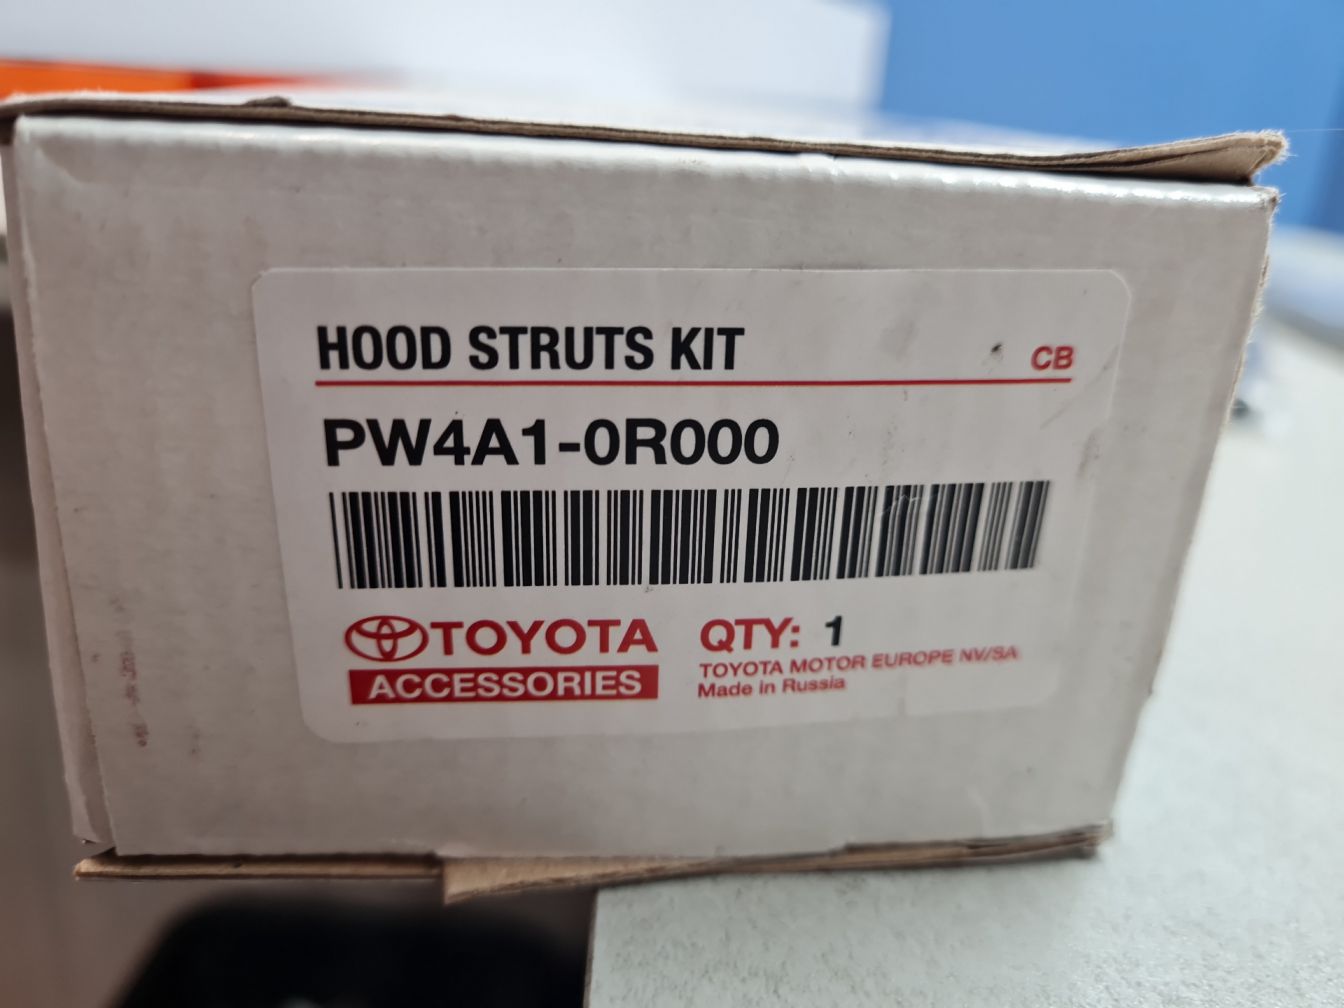 HOOD STRUTS KIT
CB
PW4A1-0R000
TOYOTA
ACCESSORIES
QTY: 1
TOYOTA MOTOR EUROPE NV/SA
Made in Russia